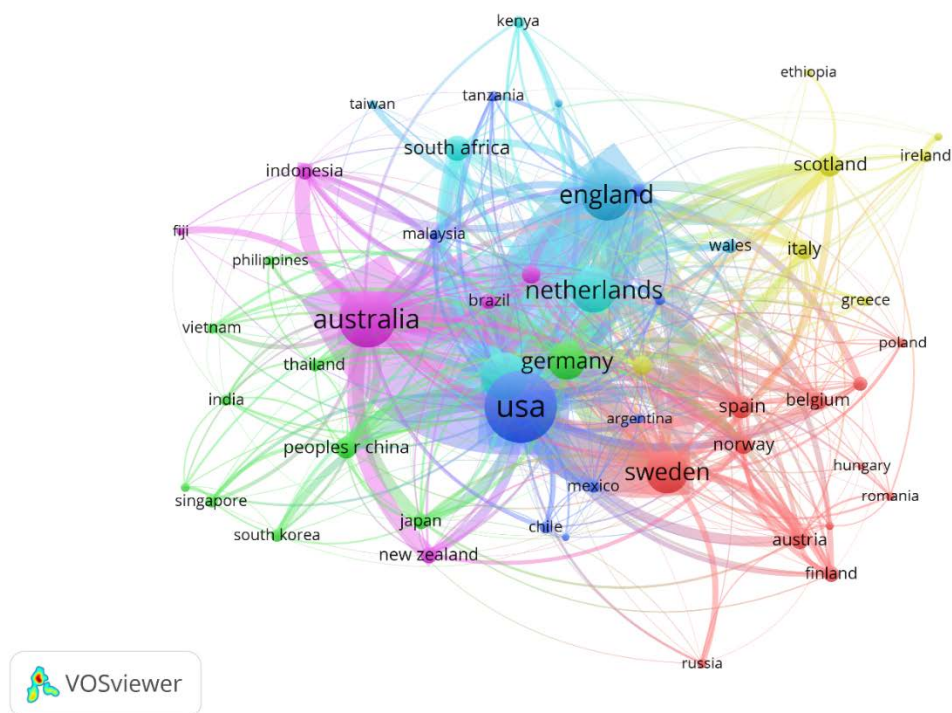 kenya
ethiopia
tanzania
taiwan
south africa
ireland
scotland
indonesia
england
fiji
malaysia
wales
italy
philippines
netherlands
brazil
greece
australia
vietnam
poland
thailand
germany
india
usa
spain
belgium
argentina
peoples r china
norway
hungary
sweden
mexico
singapore
romania
japan
chile
south korea
austria
new zealand
finland
russia
VOSviewer